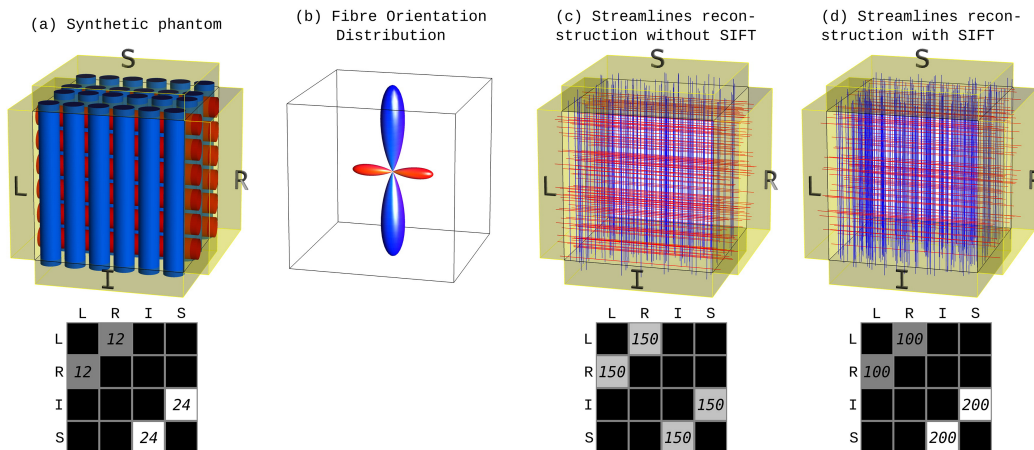 (a) Synthetic phantom
(b) Fibre Orientation
Distribution
(c) Streamlines recon-
struction without SIFT
(d) Streamlines recon-
struction with SIFT
S
L
R
I
S
L
R
I
S
L
R
I
L R I S
L 12
R 12
I 24
S 24
L R I S
L 150
R 150
I 150
S 150
L R I S
L 100
R 100
I 200
S 200